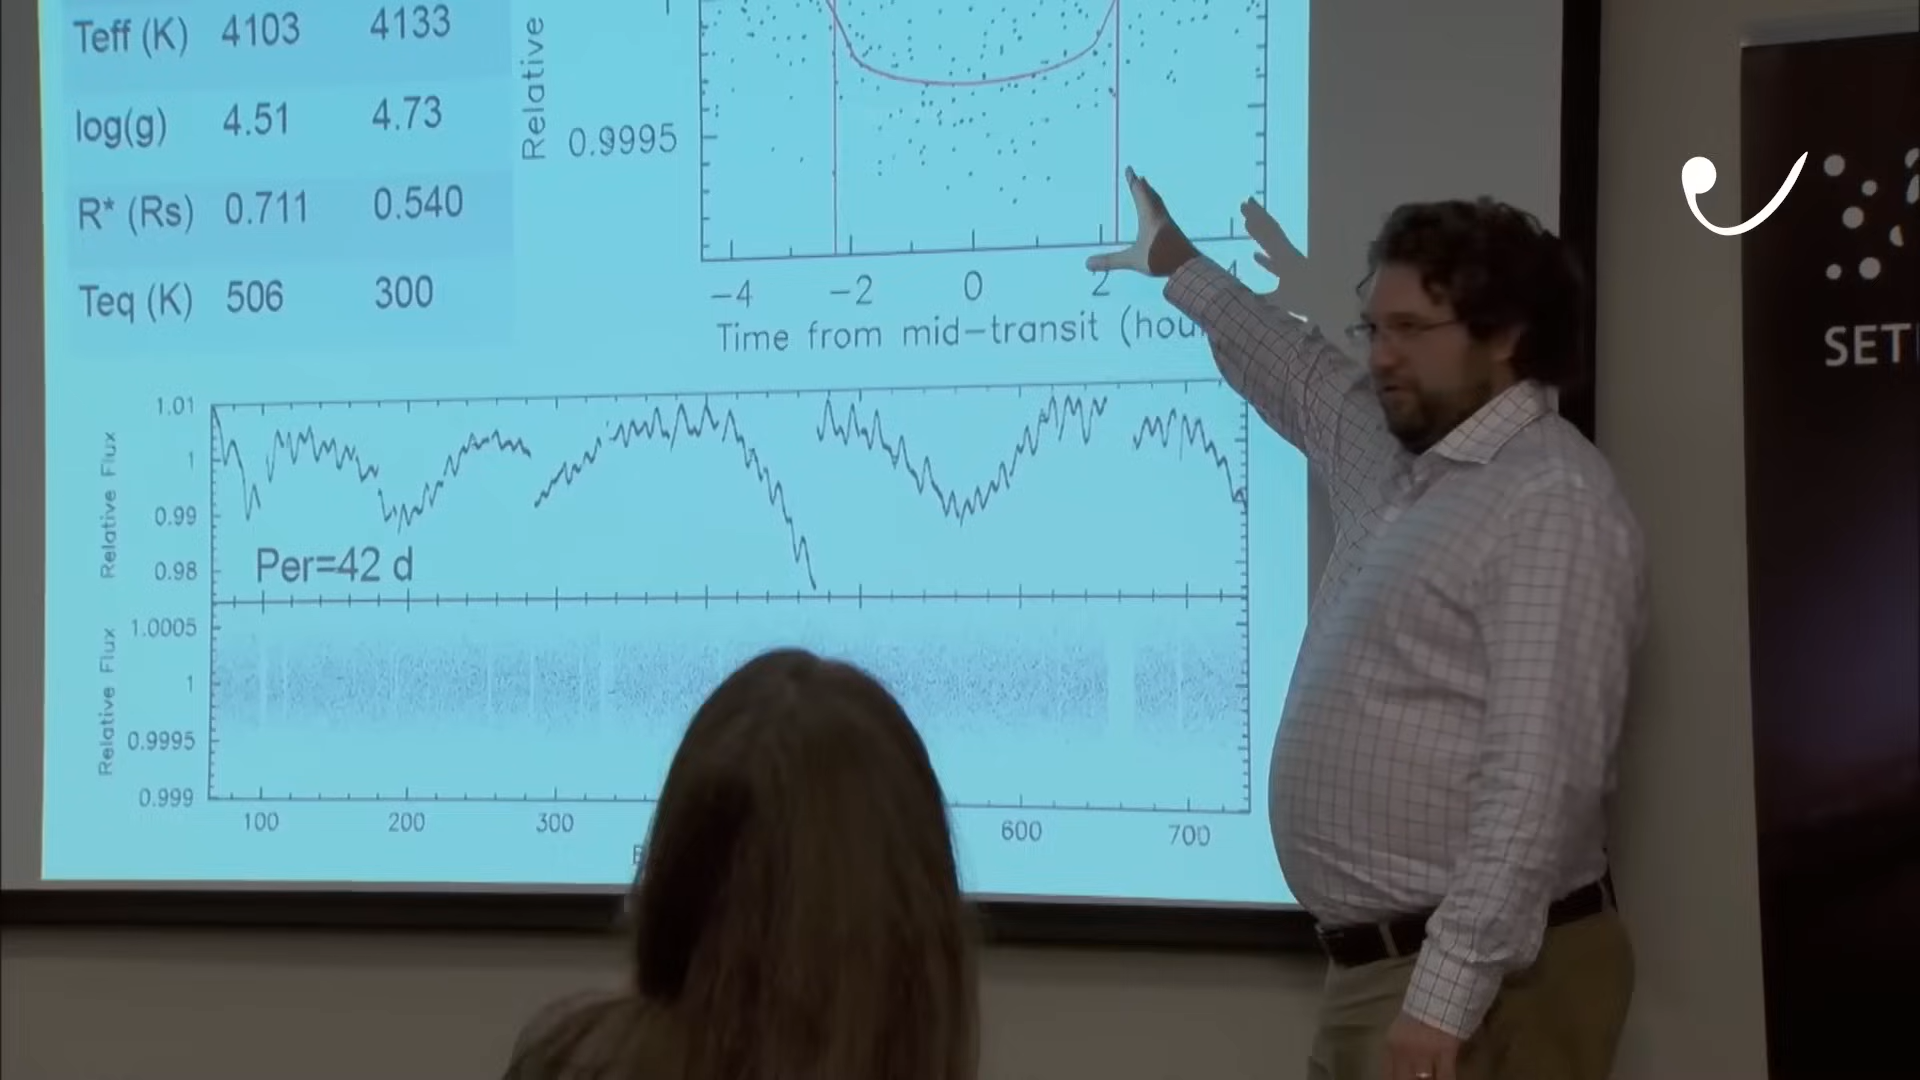 Teff (K) 4103 4133
log(g) 4.51 4.73
R* (Rs) 0.711 0.540
Teq (K) 506 300
Relative
0.9995
−4 −2 0 2 4
Time from mid−transit (hou
1.01
1
0.99
0.98
Relative Flux
Per=42 d
1.0005
1
0.9995
0.999
Relative Flux
100 200 300 600 700
SET